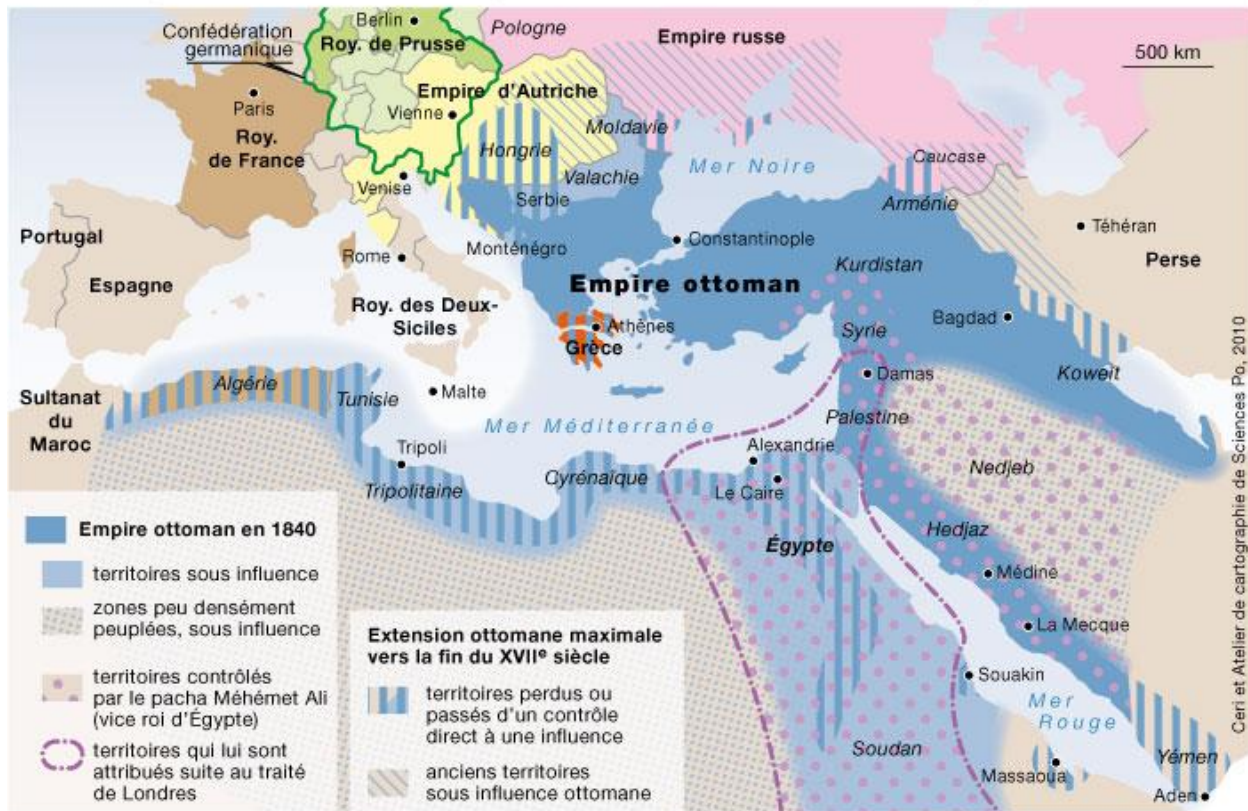 Confédération
germanique
Berlin
Roy. de Prusse
Pologne
Empire russe
500 km
Paris
Roy.
de France
Vienne
Empire d'Autriche
Hongrie
Moldavie
Valachie
Serbie
Venise
Mer Noire
Caucase
Arménie
Portugal
Espagne
Rome
Monténégro
Constantinople
Téhéran
Perse
Kurdistan
Empire ottoman
Roy. des Deux-
Siciles
Athènes
Grèce
Syrie
Bagdad
Koweit
Algérie
Tunisie
Malte
Damas
Sultanat
du
Maroc
Mer Méditerranée
Palestine
Tripoli
Tripolitaine
Cyrénaïque
Alexandrie
Le Caire
Égypte
Nedjeb
Hedjaz
Médine
La Mecque
Souakin
Mer
Rouge
Soudan
Massaoua
Yémen
Aden
Empire ottoman en 1840
territoires sous influence
zones peu densément
peuplées, sous influence
territoires contrôlés
par le pacha Méhémet Ali
(vice roi d'Égypte)
territoires qui lui sont
attribués suite au traité
de Londres
Extension ottomane maximale
vers la fin du XVIIe siècle
territoires perdus ou
passés d'un contrôle
direct à une influence
anciens territoires
sous influence ottomane
Ceri et Atelier de cartographie de Sciences Po, 2010